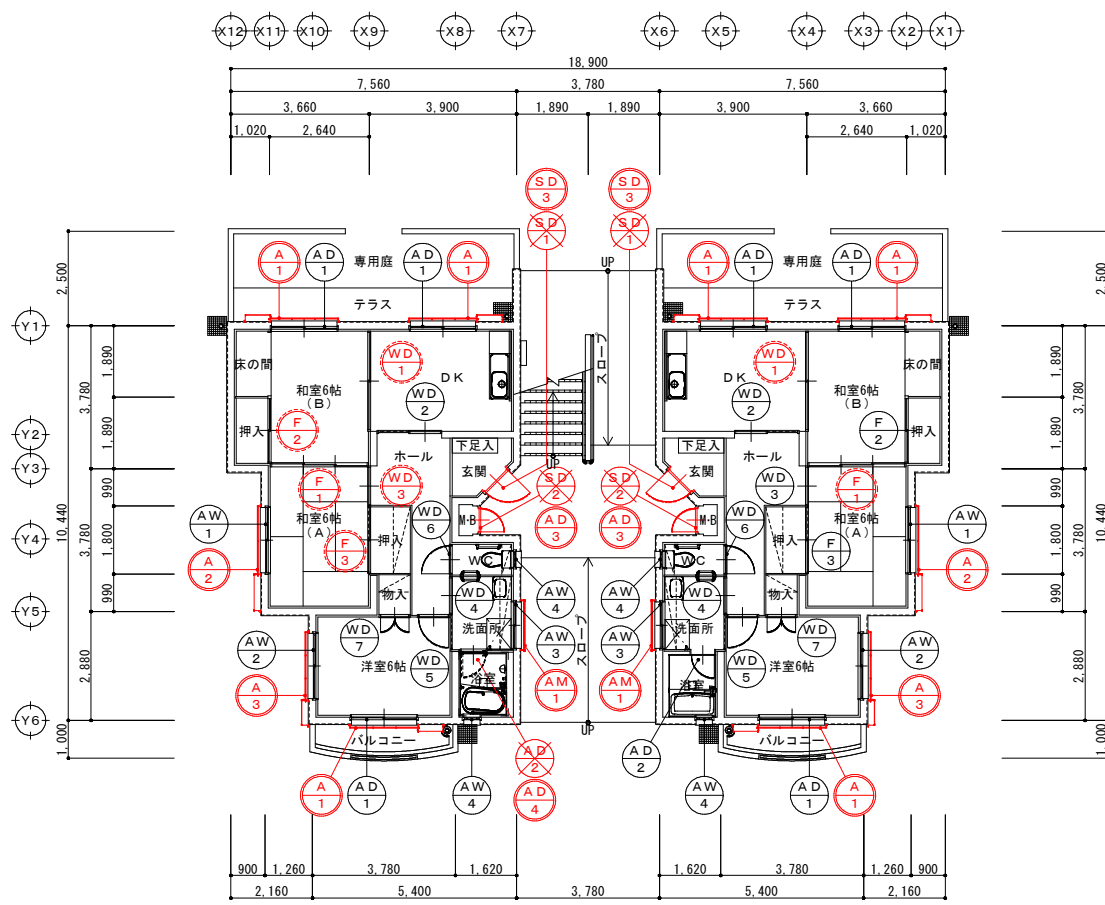 X12 X11 X10 X9 X8 X7 X6 X5 X4 X3 X2 X1
18,900
7,560 3,780 7,560
3,660 3,900 1,890 1,890 3,900 3,660
1,020 2,640 2,640 1,020
SD 3 SD 3
SD 1 SD 1
A 1 AD 1 専用庭 AD 1 A 1 UP A 1 AD 1 専用庭 AD 1 A 1
2,500 2,500
テラス テラス
Y1
床の間 WD 1 DK スロープ WD 1 DK 床の間
1,890 1,890
和室6帖 和室6帖
(B) (B)
3,780 3,780
WD 2 WD 2
押入 F 2 F 2 押入
Y2
1,890 1,890
ホール 下足入 下足入 ホール
Y3
玄関 UP 玄関
F 1 WD 3 SD 2 SD 2 WD 3 F 1
990 990
和室6帖 和室6帖
(A) (A)
AW 1 WD 6 M・B AD 3 AD 3 M・B WD 6 AW 1
Y4
10,440 3,780 1,800 1,800 3,780 10,440
F 3 押入 押入 F 3
A 2 WC WC A 2
990 990
物入 WD 4 AW 4 AW 4 WD 4 物入
Y5
WD 7 洗面所 AW 3 AW 3 洗面所 WD 7
AW 2 AW 2
洋室6帖 WD 5 浴室 スロープ 浴室 WD 5 洋室6帖
2,880 2,880
A 3 AM 1 AM 1 A 3
Y6
UP
バルコニー バルコニー
1,000 1,000
AD 2 AD 2
A 1 AD 1 AW 4 AD 4 AW 4 AD 1 A 1
900 1,260 3,780 1,620 1,620 3,780 1,260 900
2,160 5,400 3,780 5,400 2,160